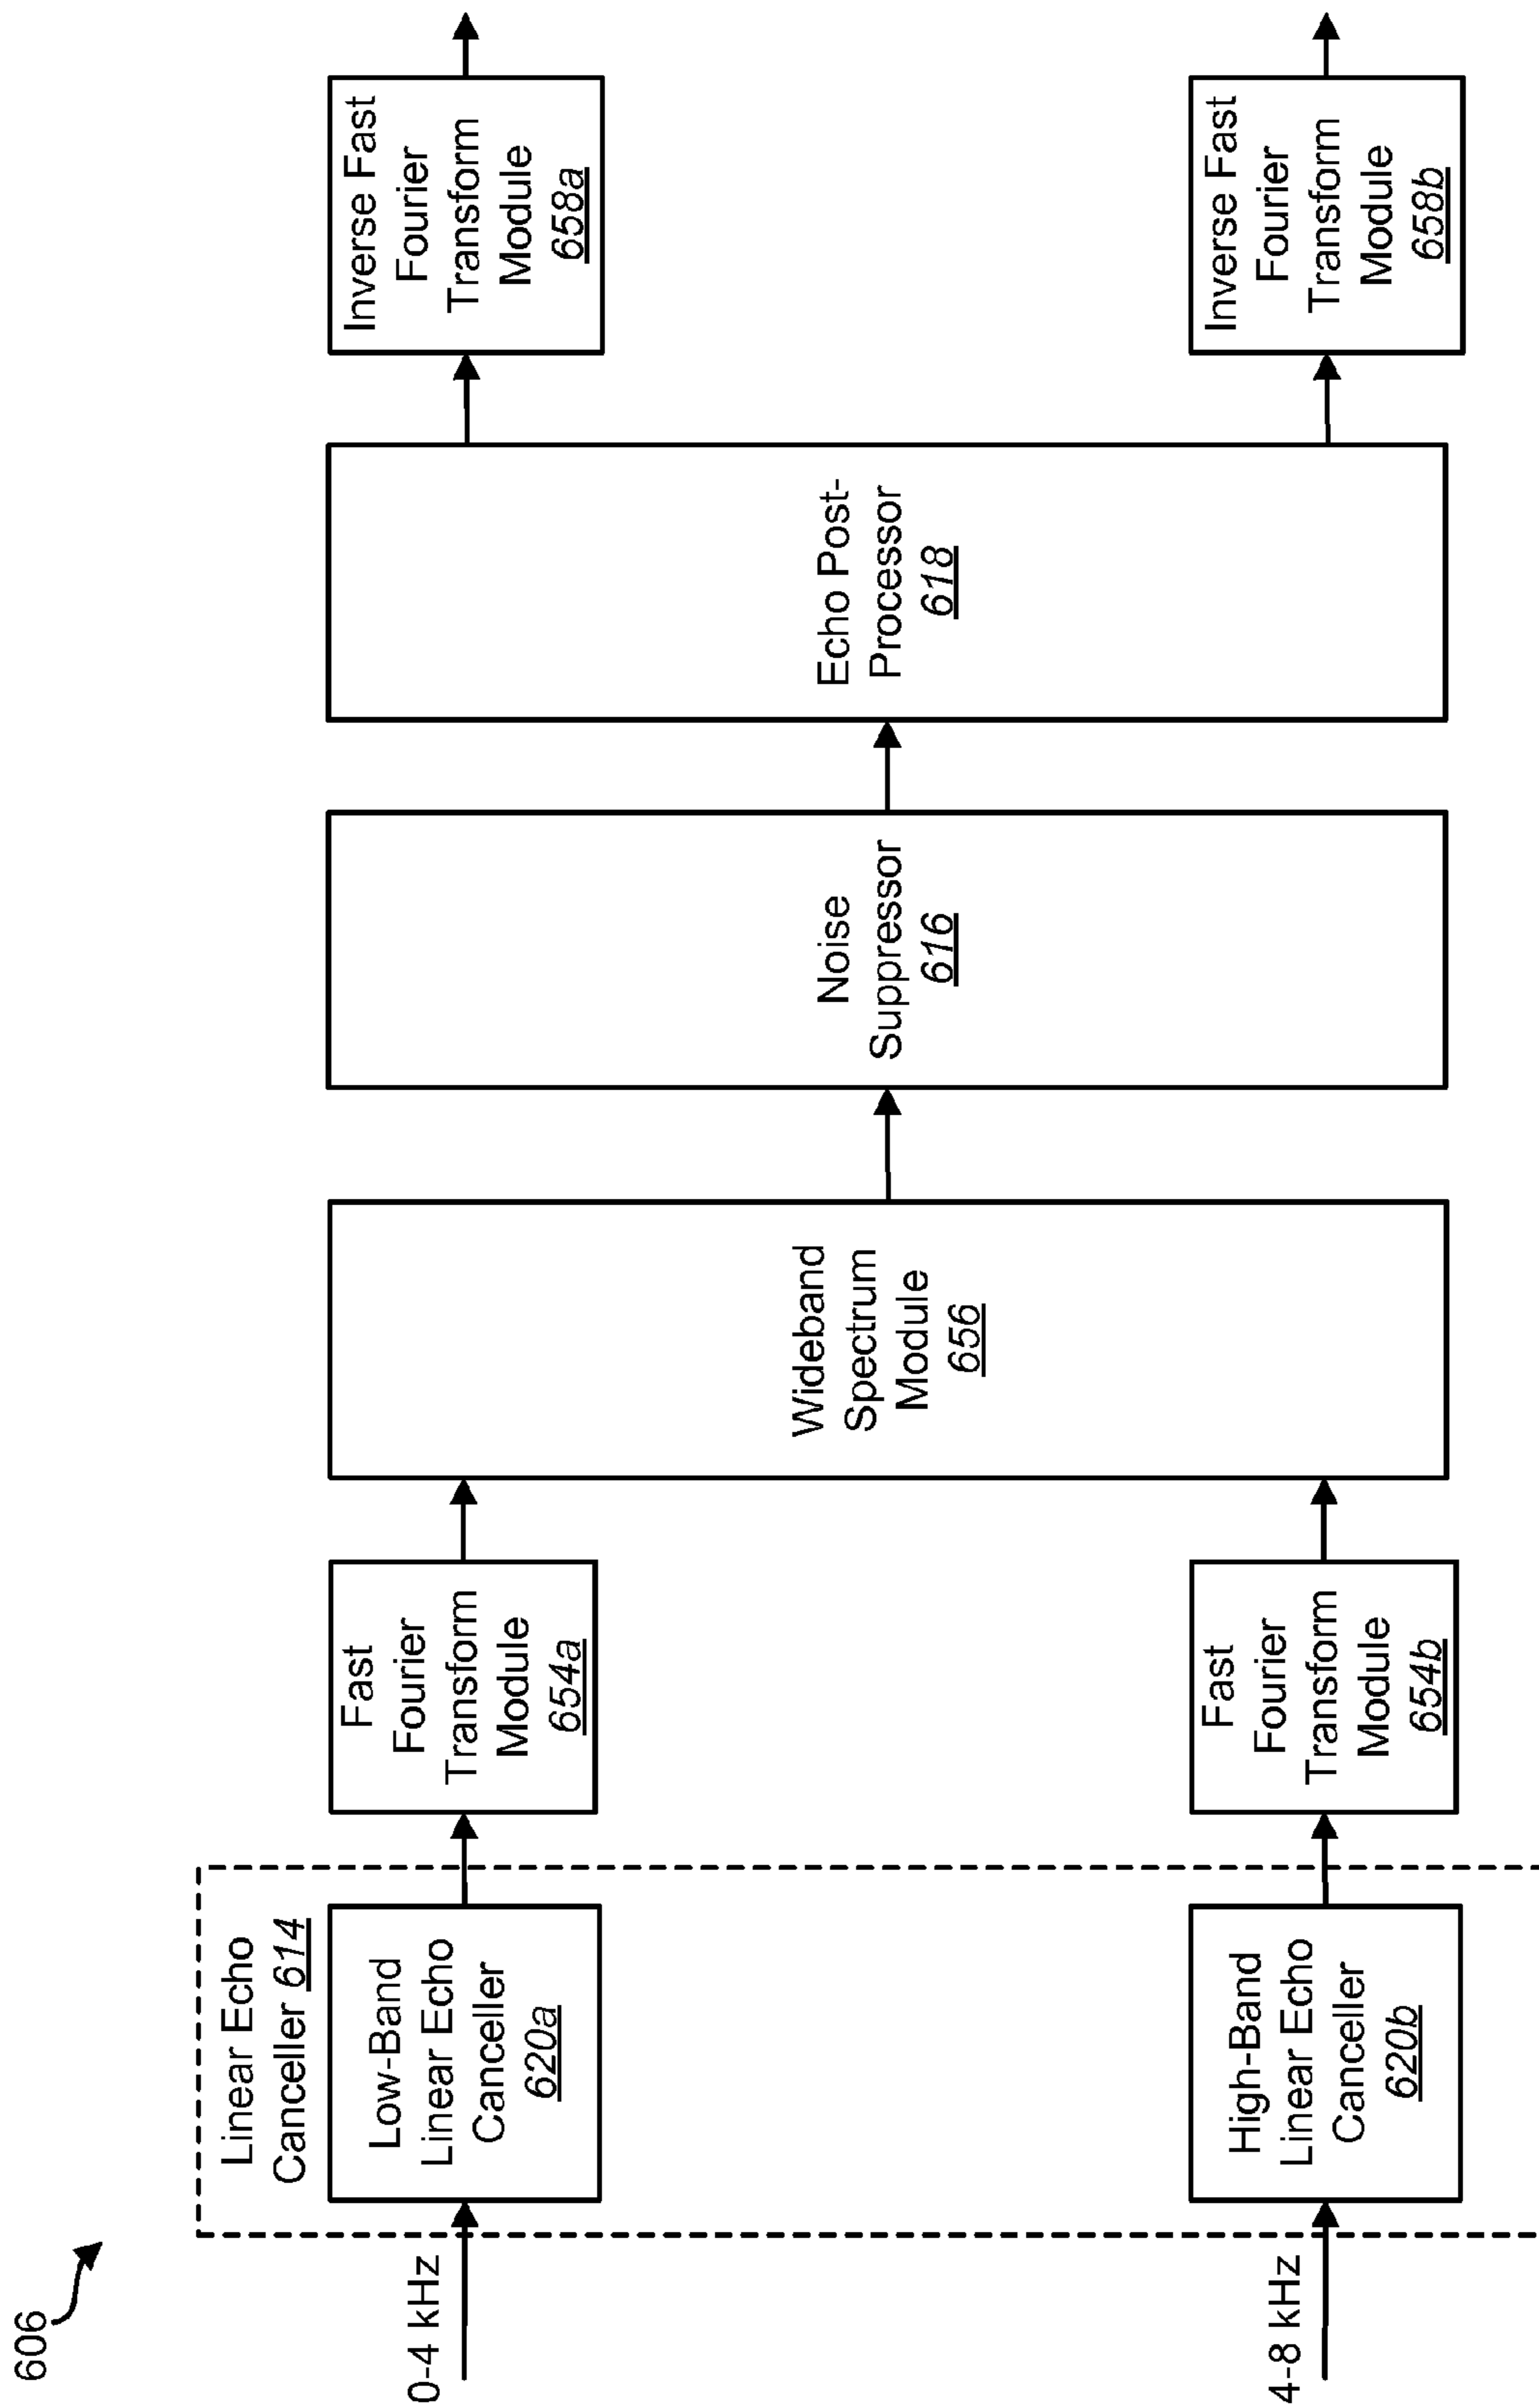 606
Linear Echo
Canceller 614
0-4 kHz
Low-Band
Linear Echo
Canceller
620a
Fast
Fourier
Transform
Module
654a
4-8 kHz
High-Band
Linear Echo
Canceller
620b
Fast
Fourier
Transform
Module
654b
Wideband
Spectrum
Module
656
Noise
Suppressor
616
Echo Post-
Processor
618
Inverse Fast
Fourier
Transform
Module
658a
Inverse Fast
Fourier
Transform
Module
658b